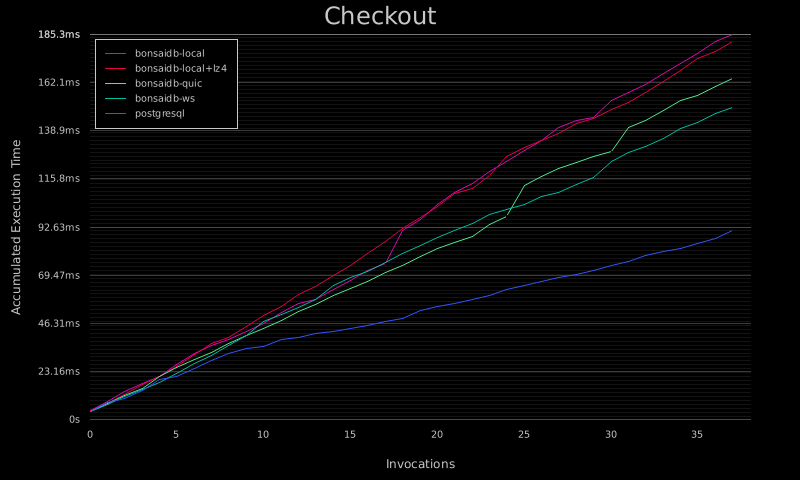 Checkout
185.3ms
162.1ms
138.9ms
115.8ms
92.63ms
69.47ms
46.31ms
23.16ms
0s
Accumulated Execution Time
bonsaidb-local
bonsaidb-local+lz4
bonsaidb-quic
bonsaidb-ws
postgresql
0 5 10 15 20 25 30 35
Invocations